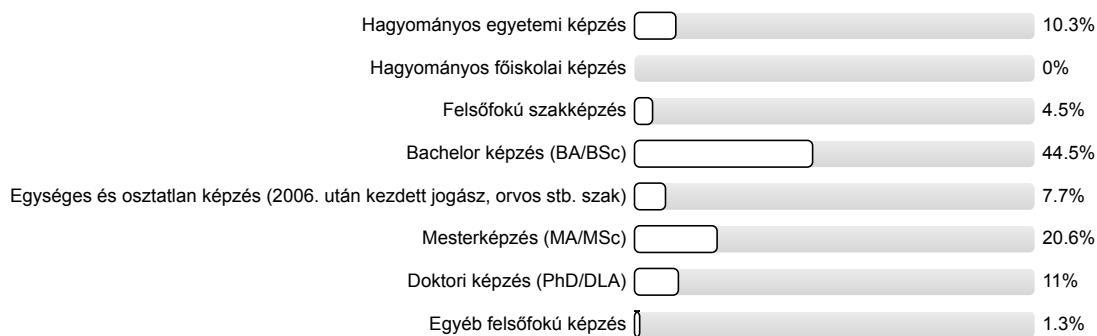 Hagyományos egyetemi képzés 10.3%
Hagyományos főiskolai képzés 0%
Felsőfokú szakképzés 4.5%
Bachelor képzés (BA/BSc) 44.5%
Egységes és osztatlan képzés (2006. után kezdett jogász, orvos stb. szak) 7.7%
Mesterképzés (MA/MSc) 20.6%
Doktori képzés (PhD/DLA) 11%
Egyéb felsőfokú képzés 1.3%